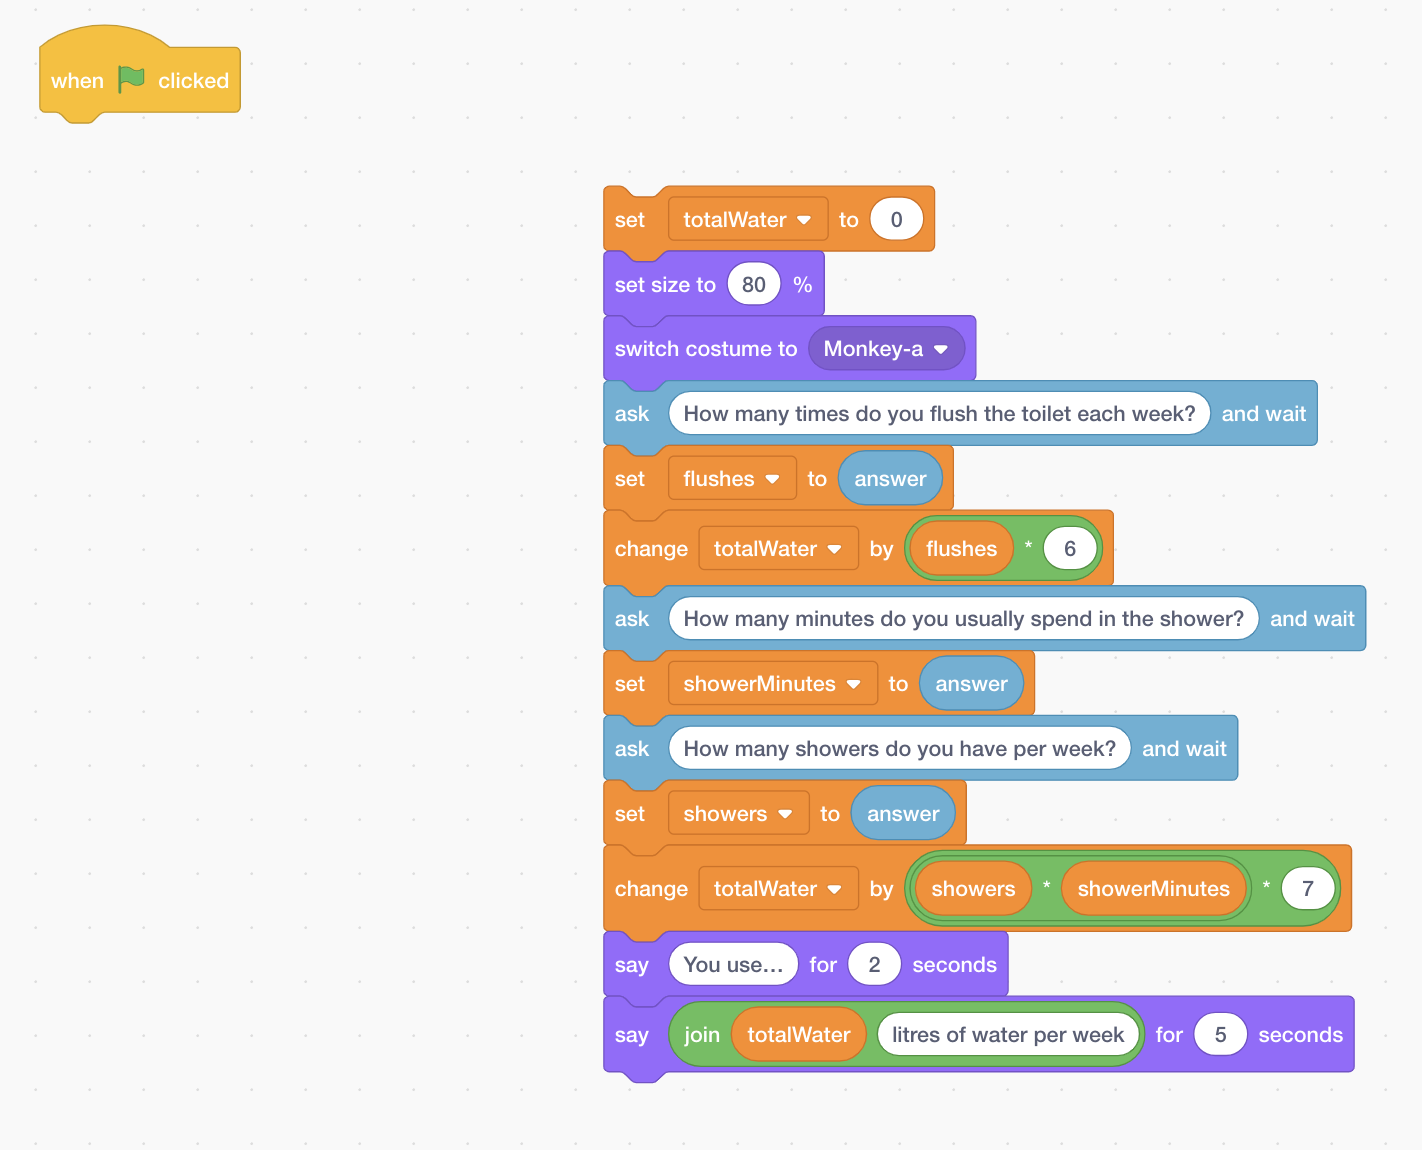 when clicked
set totalWater to 0
set size to 80 %
switch costume to Monkey-a
ask How many times do you flush the toilet each week? and wait
set flushes to answer
change totalWater by flushes * 6
ask How many minutes do you usually spend in the shower? and wait
set showerMinutes to answer
ask How many showers do you have per week? and wait
set showers to answer
change totalWater by showers * showerMinutes * 7
say You use... for 2 seconds
say join totalWater litres of water per week for 5 seconds